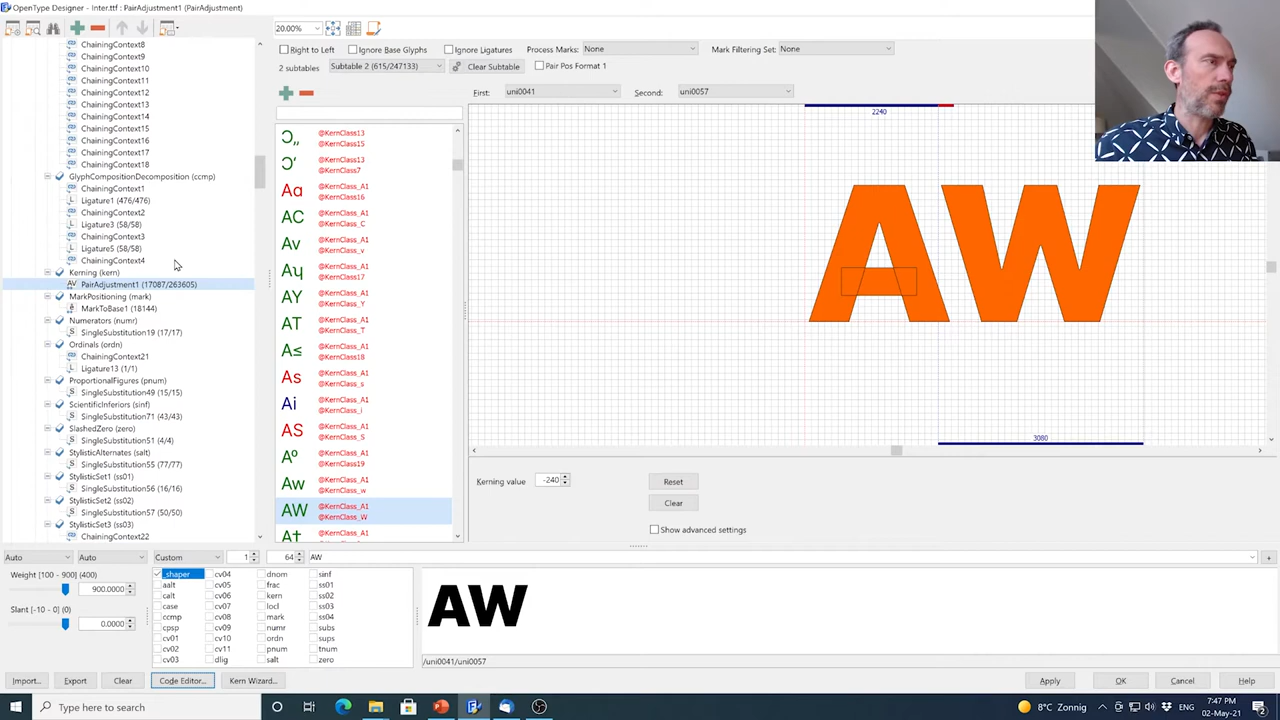 OpenType Designer - Inter.ttf : PairAdjustment1 (PairAdjustment)
ChainingContext8
ChainingContext9
ChainingContext10
ChainingContext11
ChainingContext12
ChainingContext13
ChainingContext14
ChainingContext15
ChainingContext16
ChainingContext17
ChainingContext18
GlyphCompositionDecomposition (ccmp)
ChainingContext1
Ligature1 (476/476)
ChainingContext2
Ligature3 (58/58)
ChainingContext3
Ligature5 (58/58)
ChainingContext4
Kerning (kern)
PairAdjustment1 (17087/263605)
MarkPositioning (mark)
MarkToBase1 (18144)
Numerators (numr)
SingleSubstitution19 (17/17)
Ordinals (ordn)
ChainingContext21
Ligature13 (1/1)
ProportionalFigures (pnum)
SingleSubstitution49 (15/15)
ScientificInferiors (sinf)
SingleSubstitution71 (43/43)
SlashedZero (zero)
SingleSubstitution51 (4/4)
StylisticAlternates (salt)
SingleSubstitution55 (77/77)
StylisticSet1 (ss01)
SingleSubstitution56 (16/16)
StylisticSet2 (ss02)
SingleSubstitution57 (50/50)
StylisticSet3 (ss03)
ChainingContext22
20.00%
Right to Left Ignore Base Glyphs Ignore Ligatures Process Marks: None Mark Filtering Set: None
2 subtables Subtable 2 (615/247133) Clear Subtable Pair Pos Format 1
First: uni0041 Second: uni0057
Ɔ„ @KernClass13
@KernClass15
Ɔ‘ @KernClass13
@KernClass7
Aa @KernClass_A1
@KernClass16
AC @KernClass_A1
@KernClass_C
Av @KernClass_A1
@KernClass_v
Aɥ @KernClass_A1
@KernClass17
AY @KernClass_A1
@KernClass_Y
AT @KernClass_A1
@KernClass_T
A≤ @KernClass_A1
@KernClass18
As @KernClass_A1
@KernClass_s
Ai @KernClass_A1
@KernClass_i
AS @KernClass_A1
@KernClass_S
Aº @KernClass_A1
@KernClass19
Aw @KernClass_A1
@KernClass_w
AW @KernClass_A1
@KernClass_W
A† @KernClass_A1
2240
AW
3080
Kerning value -240 Reset
Clear
Show advanced settings
Auto Auto Custom 1 64 AW
Weight [100 - 900] (400)
900.0000
Slant [-10 - 0] (0)
0.0000
_shaper cv04 dnom sinf
aalt cv05 frac ss01
calt cv06 kern ss02
case cv07 locl ss03
ccmp cv08 mark ss04
cpsp cv09 numr subs
cv01 cv10 ordn sups
cv02 cv11 pnum tnum
cv03 dlig salt zero
AW
/uni0041/uni0057
Import... Export Clear Code Editor... Kern Wizard... Apply OK Cancel Help
Type here to search
8°C Zonnig
7:47 PM
02-May-21
2